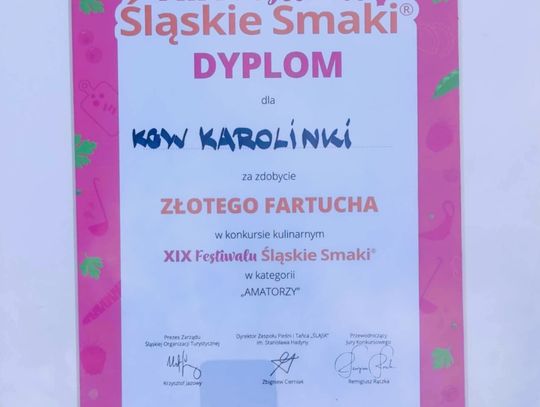 Śląskie Smaki®
DYPLOM
dla
KGW KAROLINKI
za zdobycie
ZŁOTEGO FARTUCHA
w konkursie kulinarnym
XIX Festiwalu Śląskie Smaki®
w kategorii
„AMATORZY"
Prezes Zarządu
Śląskiej Organizacji Turystycznej
Krzysztof Jazowy
Dyrektor Zespołu Pieśni i Tańca „ŚLĄSK"
im. Stanisława Hadyny
Zbigniew Cierniak
Przewodniczący
Jury Konkursowego
Remigiusz Rączka